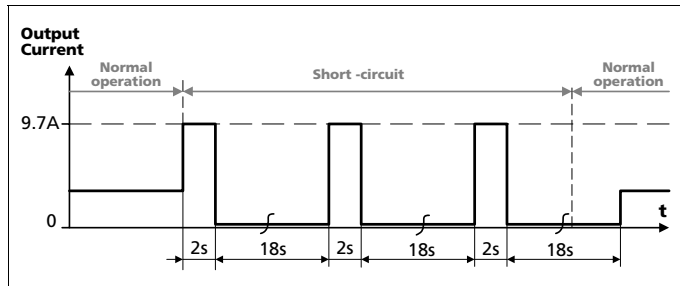 Output
Current
Normal
operation
Short -circuit
Normal
operation
9.7A
0
t
2s
18s
2s
18s
2s
18s